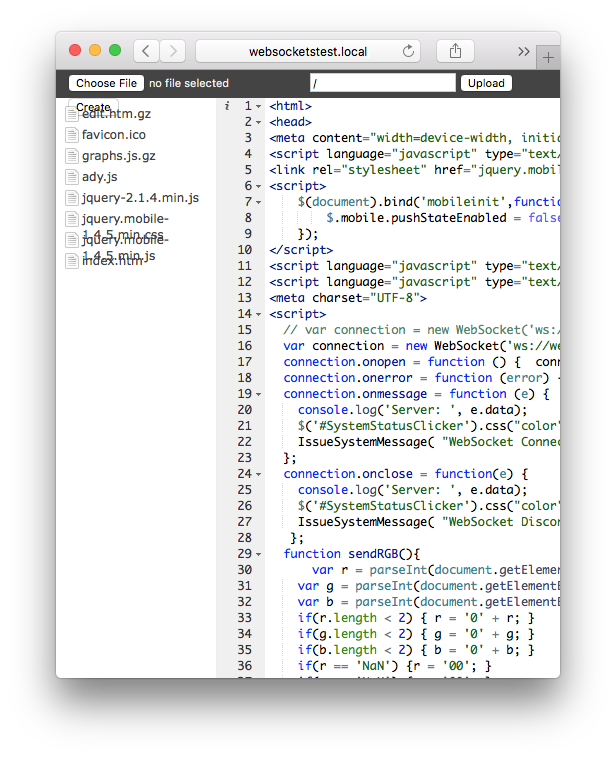 websocketstest.local
Choose File no file selected / Upload
Create
edit.htm.gz
favicon.ico
graphs.js.gz
ady.js
jquery-2.1.4.min.js
jquery.mobile-
1.4.5.min.css
jquery.mobile-
1.4.5.min.js
index.htm
i 1 <html>
2 <head>
3 <meta content="width=device-width, initia
4 <script language="javascript" type="text/
5 <link rel="stylesheet" href="jquery.mobil
6 <script>
7 $(document).bind('mobileinit',function
8 $.mobile.pushStateEnabled = false
9 });
10 </script>
11 <script language="javascript" type="text/
12 <script language="javascript" type="text/
13 <meta charset="UTF-8">
14 <script>
15 // var connection = new WebSocket('ws:/
16 var connection = new WebSocket('ws://we
17 connection.onopen = function () { conn
18 connection.onerror = function (error) {
19 connection.onmessage = function (e) {
20 console.log('Server: ', e.data);
21 $('#SystemStatusClicker').css("color"
22 IssueSystemMessage( "WebSocket Connec
23 };
24 connection.onclose = function(e) {
25 console.log('Server: ', e.data);
26 $('#SystemStatusClicker').css("color"
27 IssueSystemMessage( "WebSocket Discon
28 };
29 function sendRGB(){
30 var r = parseInt(document.getElemen
31 var g = parseInt(document.getElementB
32 var b = parseInt(document.getElementB
33 if(r.length < 2) { r = '0' + r; }
34 if(g.length < 2) { g = '0' + g; }
35 if(b.length < 2) { b = '0' + b; }
36 if(r == 'NaN') {r = '00'; }